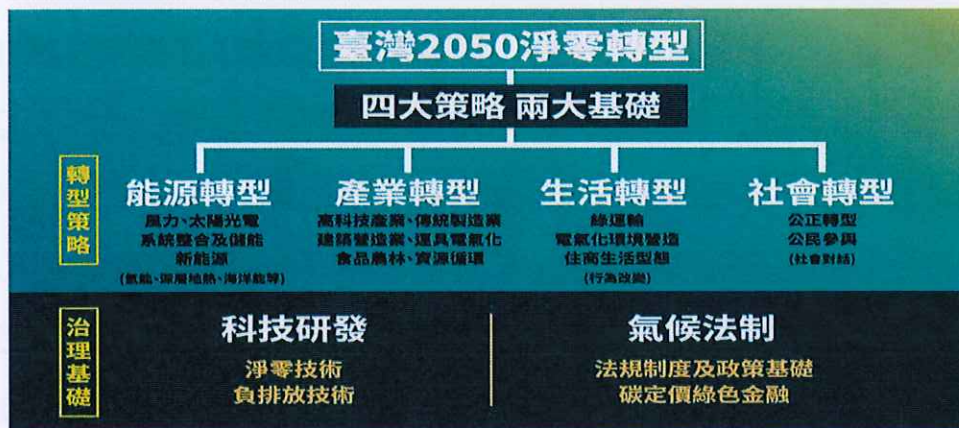 臺灣2050淨零轉型
四大策略 兩大基礎
轉型策略
能源轉型
風力、太陽光電
系統整合及儲能
新能源
(氫能、深層地熱、海洋能等)
產業轉型
高科技產業、傳統製造業
建築營造業、運具電氣化
食品農林、資源循環
生活轉型
綠運輸
電氣化環境營造
住商生活型態
(行為改變)
社會轉型
公正轉型
公民參與
(社會對話)
治理基礎
科技研發
淨零技術
負排放技術
氣候法制
法規制度及政策基礎
碳定價綠色金融